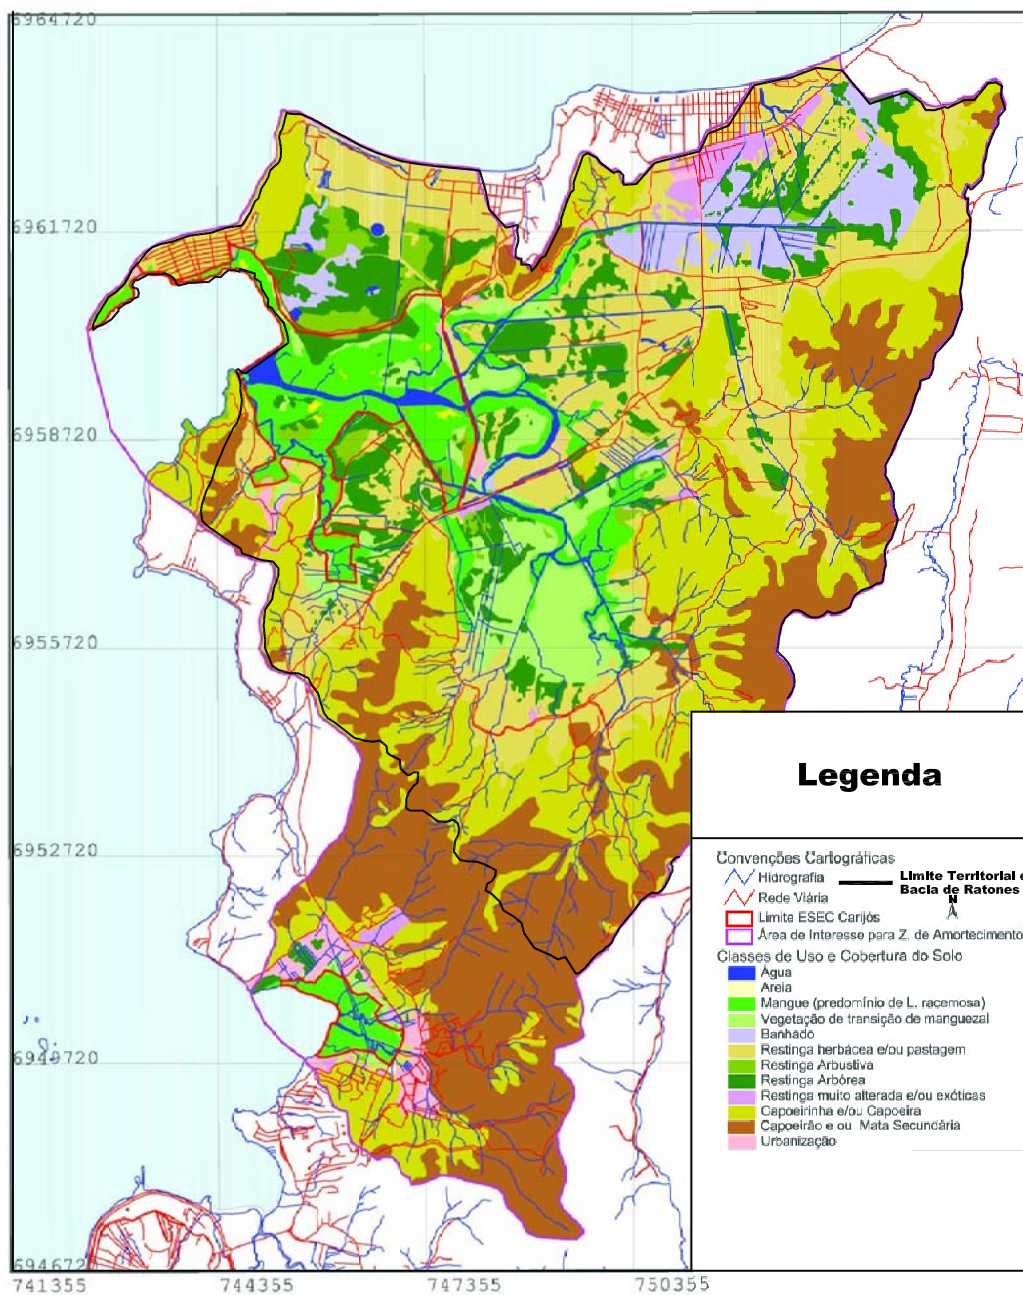 6964720
6961720
6958720
6955720
6952720
6949720
694672
741355 744355 747355 750355
Legenda
Convenções Cartográficas
Hidrografia
Rede Viária
Limite ESEC Carijós
Área de Interesse para Z. de Amortecimento
Limite Territorial
Bacia de Ratones
N
Classes de Uso e Cobertura do Solo
Água
Areia
Mangue (predomínio de L. racemosa)
Vegetação de transição de manguezal
Banhado
Restinga herbácea e/ou pastagem
Restinga Arbustiva
Restinga Arbórea
Restinga muito alterada e/ou exóticas
Capoeirinha e/ou Capoeira
Capoeirão e ou Mata Secundária
Urbanização